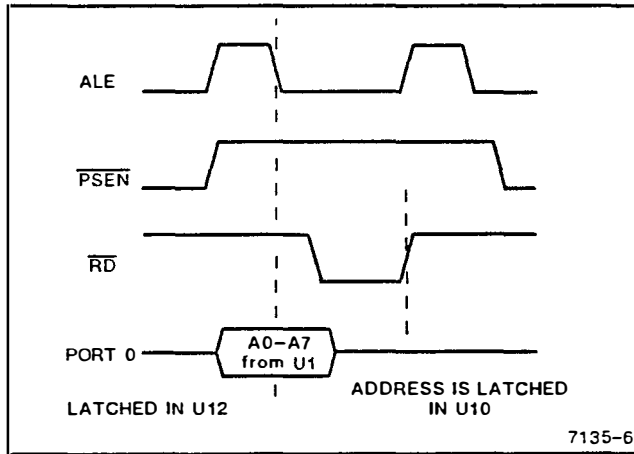 ALE
PSEN
RD
PORT 0
A0–A7
from U1
LATCHED IN U12
ADDRESS IS LATCHED
IN U10
7135–6